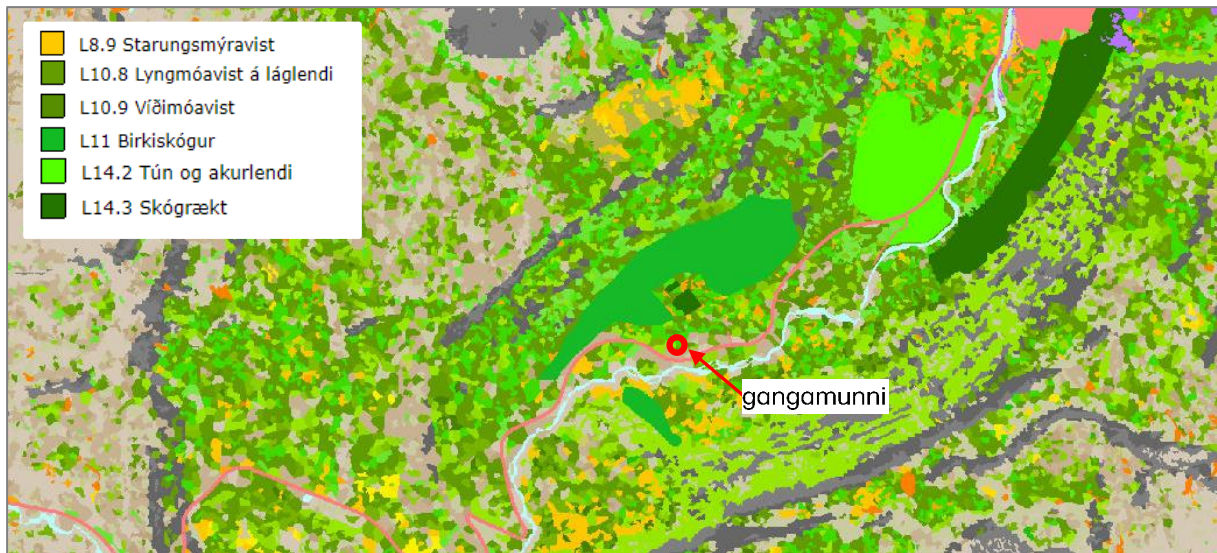 L8.9 Starungsmýravist
L10.8 Lyngmóavist á láglendi
L10.9 Víðimóavist
L11 Birkiskógur
L14.2 Tún og akurlendi
L14.3 Skógrækt
gangamunni